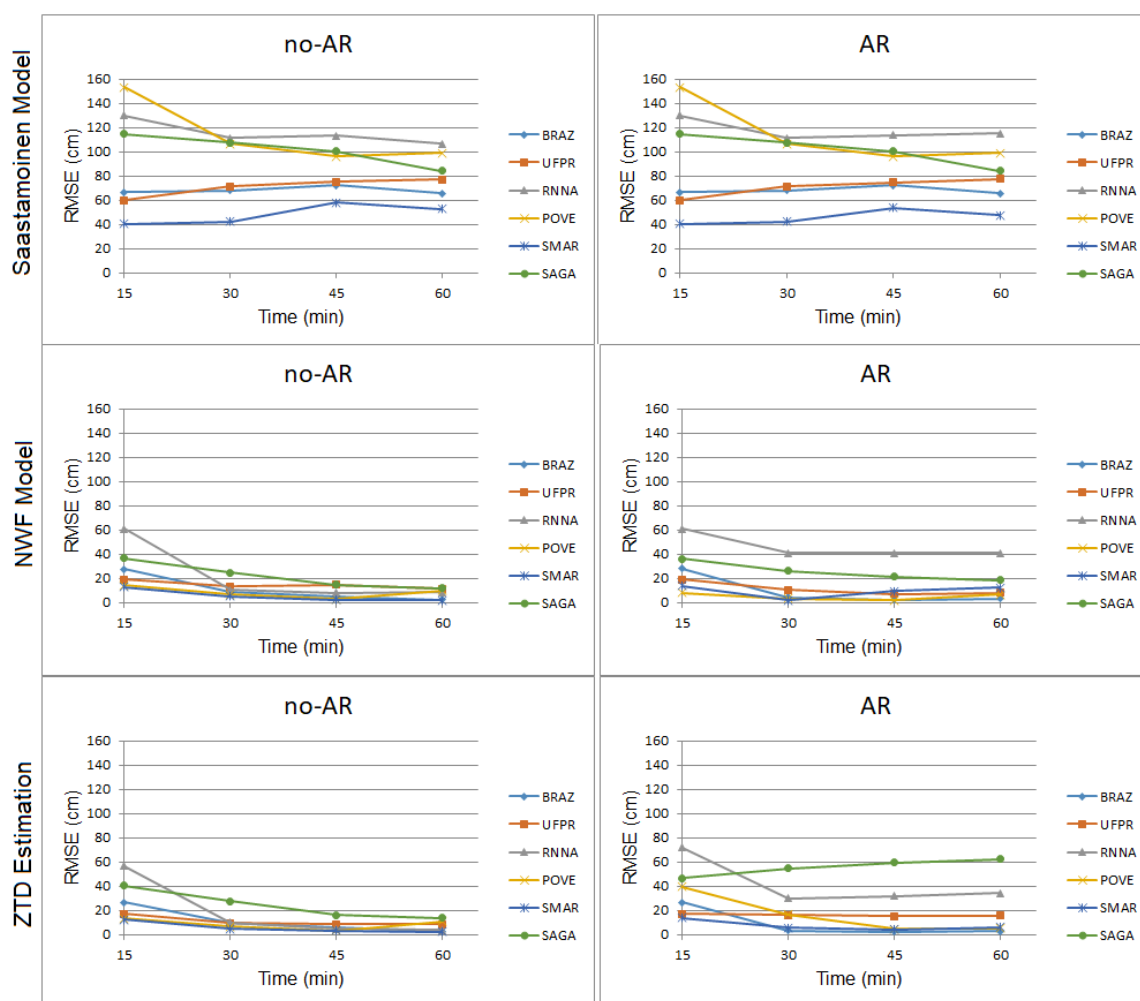 Saastamoinen Model
no-AR
RMSE (cm)
160
140
120
100
80
60
40
20
0
15 30 45 60
Time (min)
BRAZ
UFPR
RNNA
POVE
SMAR
SAGA
AR
RMSE (cm)
160
140
120
100
80
60
40
20
0
15 30 45 60
Time (min)
BRAZ
UFPR
RNNA
POVE
SMAR
SAGA
NWF Model
no-AR
RMSE (cm)
160
140
120
100
80
60
40
20
0
15 30 45 60
Time (min)
BRAZ
UFPR
RNNA
POVE
SMAR
SAGA
AR
RMSE (cm)
160
140
120
100
80
60
40
20
0
15 30 45 60
Time (min)
BRAZ
UFPR
RNNA
POVE
SMAR
SAGA
ZTD Estimation
no-AR
RMSE (cm)
160
140
120
100
80
60
40
20
0
15 30 45 60
Time (min)
BRAZ
UFPR
RNNA
POVE
SMAR
SAGA
AR
RMSE (cm)
160
140
120
100
80
60
40
20
0
15 30 45 60
Time (min)
BRAZ
UFPR
RNNA
POVE
SMAR
SAGA